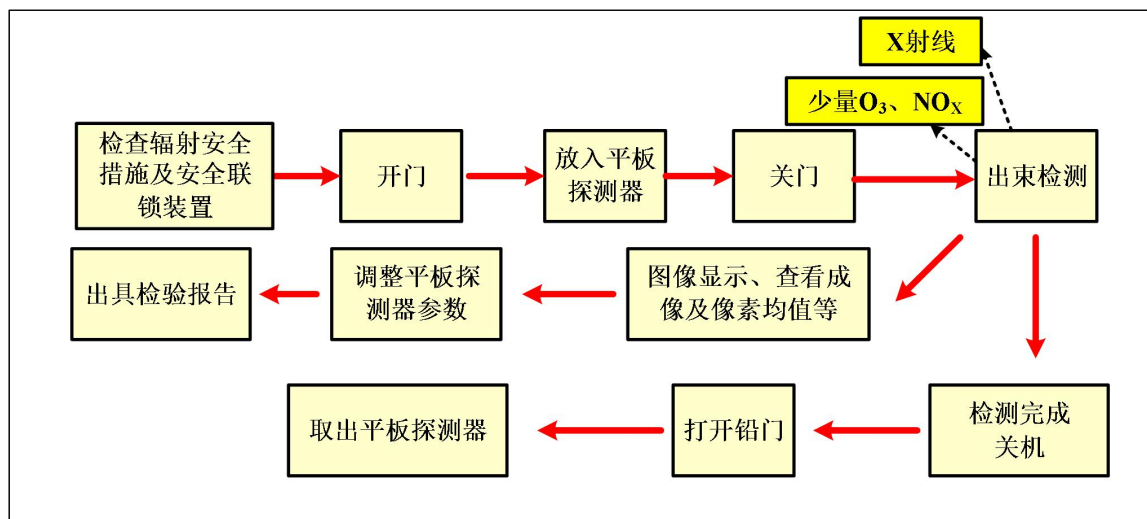 X射线
少量O₃、NOX
检查辐射安全
措施及安全联
锁装置
开门
放入平板
探测器
关门
出束检测
图像显示、查看成
像及像素均值等
调整平板探
测器参数
出具检验报告
检测完成
关机
打开铅门
取出平板探测器